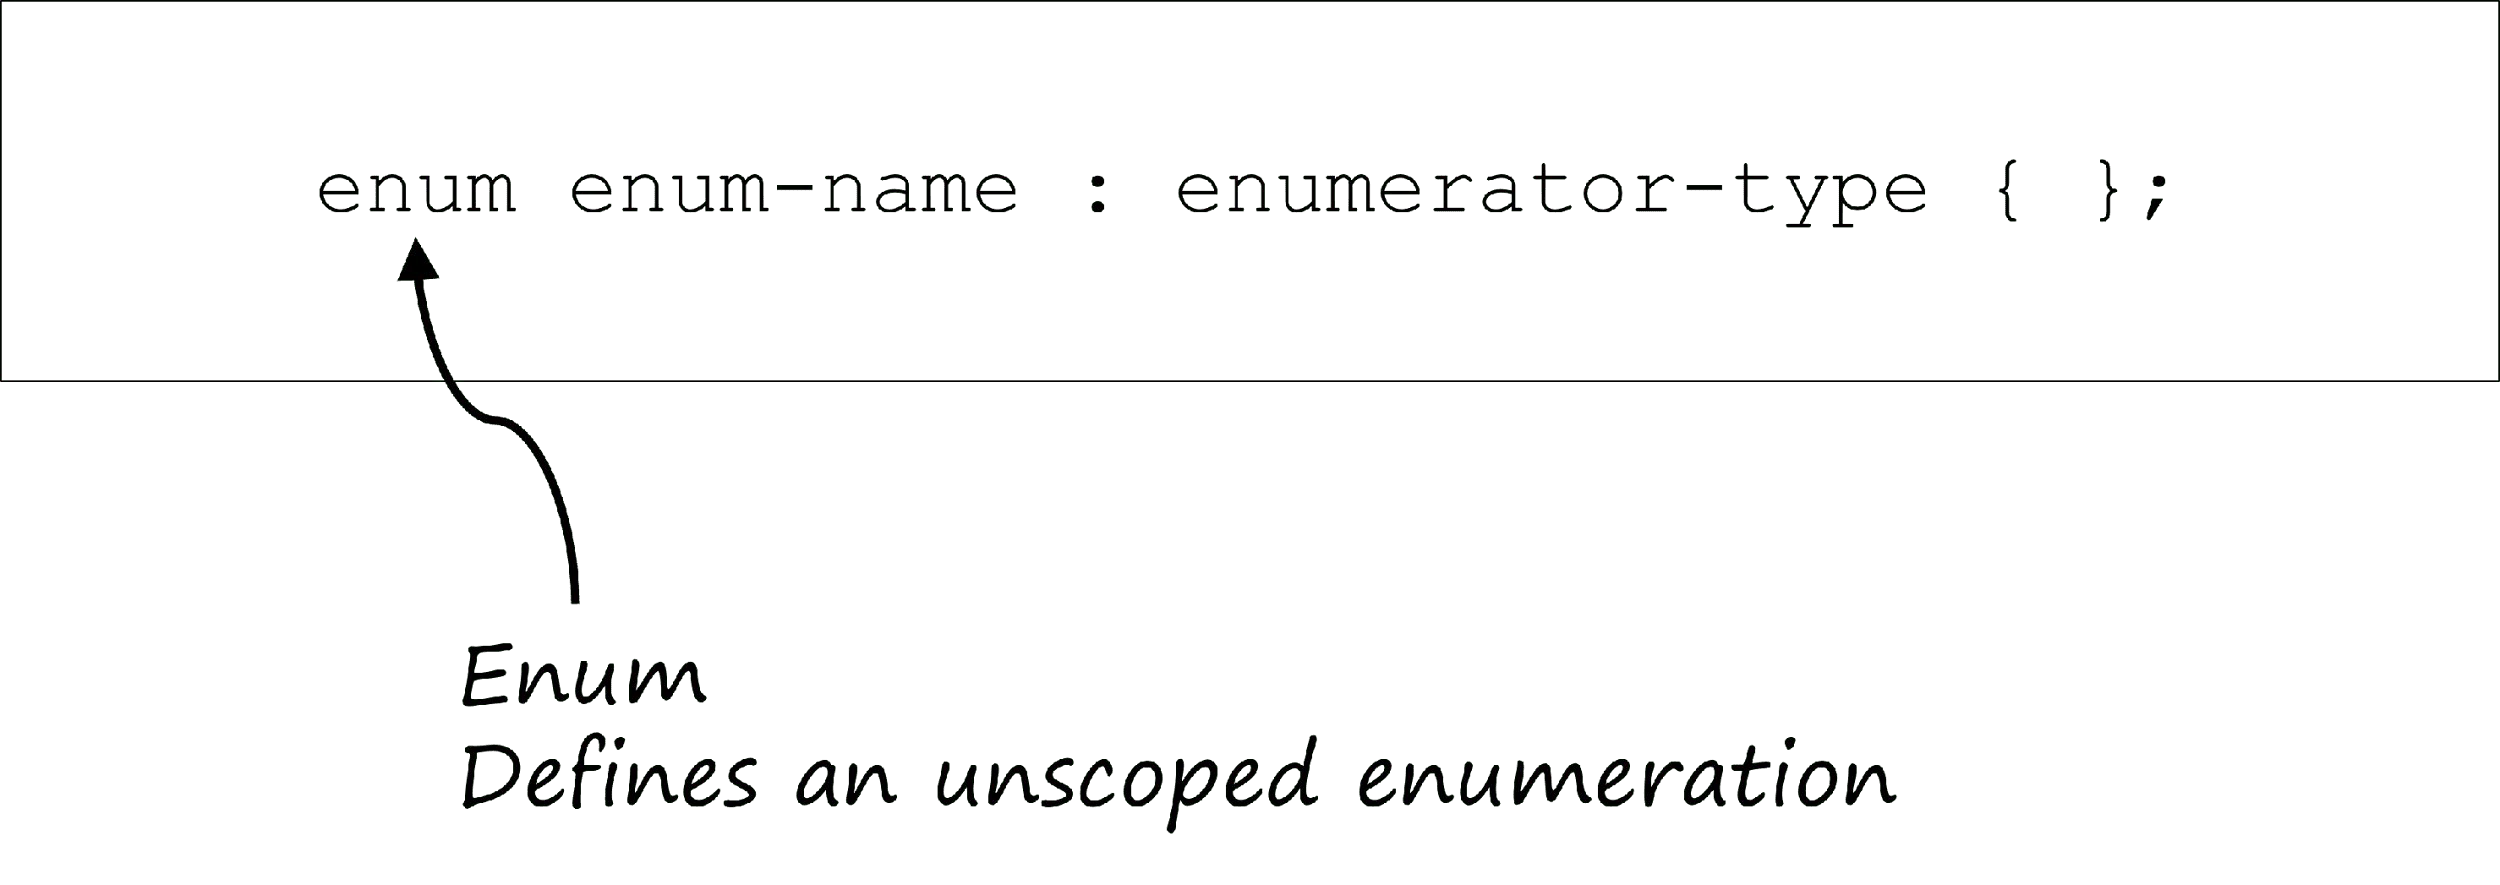 enum enum-name : enumerator-type { };
Enum
Defines an unscoped enumeration